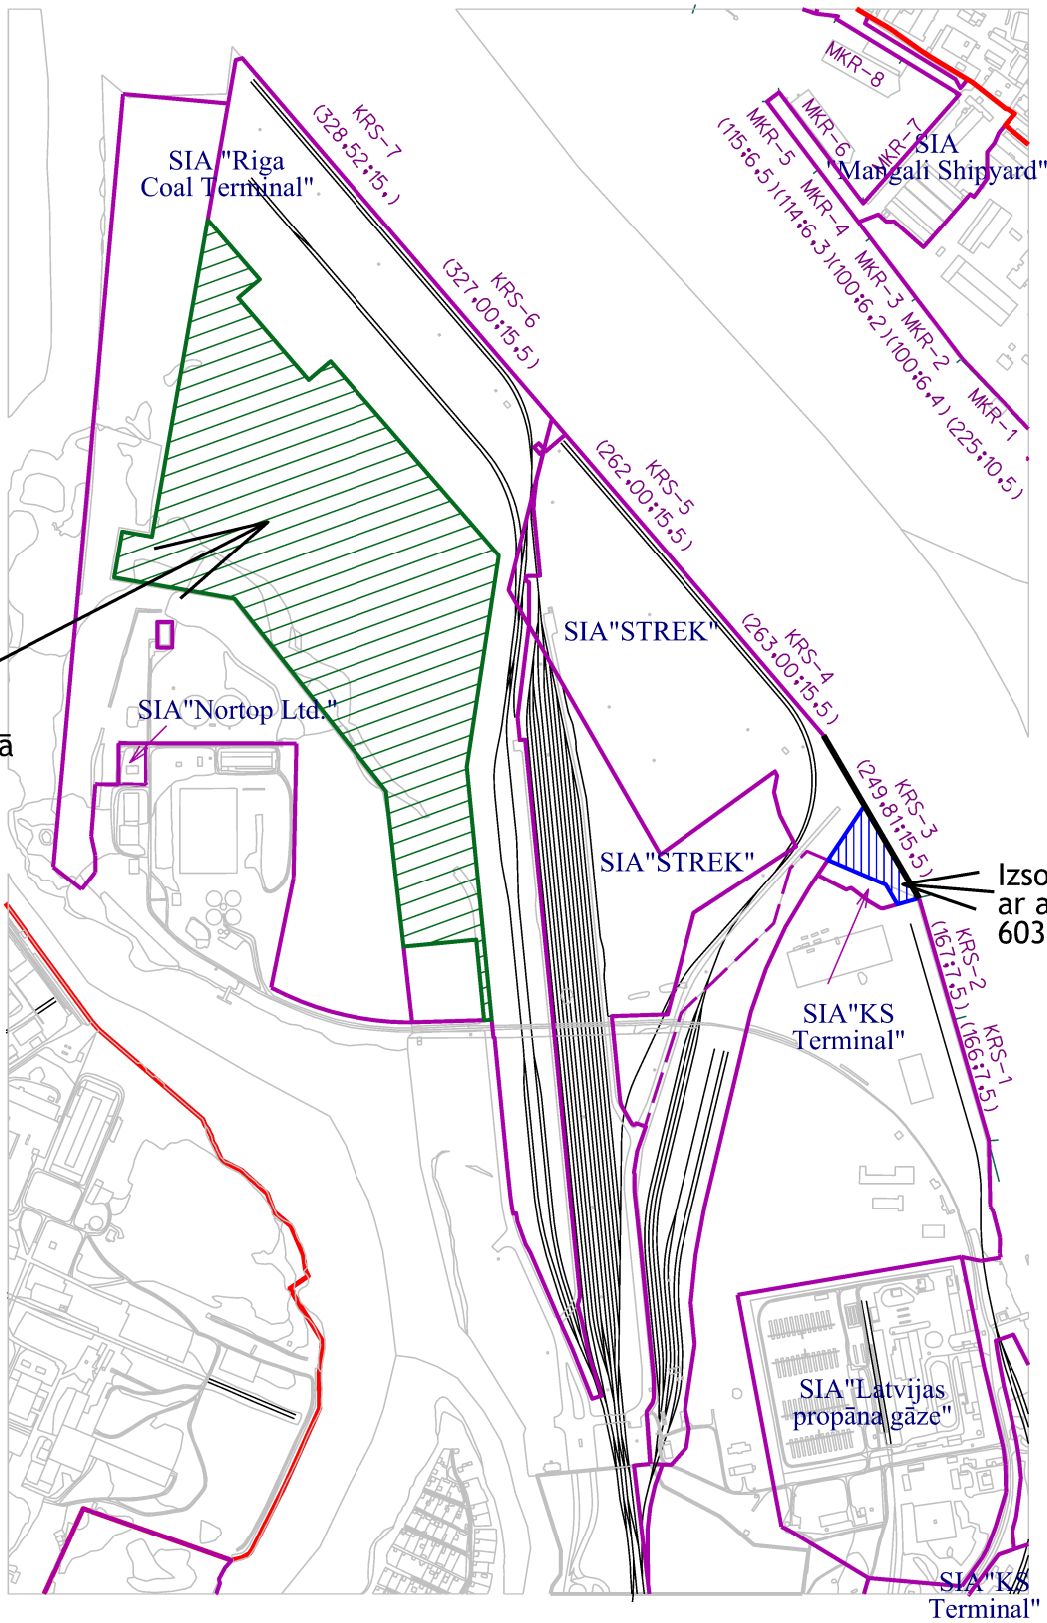 MKR-8
MKR-7
MKR-6
MKR-5
(115;6,5)
SIA
"Mangali Shipyard"
MKR-4
(114;6,3)
MKR-3
(100;6,2)
MKR-2
(100;6,4)
MKR-1
(225;10,5)
KRS-7
(328,52;15,)
SIA "Riga
Coal Terminal"
KRS-6
(327,00;15,5)
KRS-5
(262,00;15,5)
SIA"STREK"
KRS-4
(263,00;15,5)
SIA"Nortop Ltd."
ā
KRS-3
(249,81;15,5)
SIA"STREK"
Izso
ar a
603
KRS-2
(167;7,5)
SIA"KS
Terminal"
KRS-1
(166;7,5)
SIA"Latvijas
propāna gāze"
SIA"KS
Terminal"